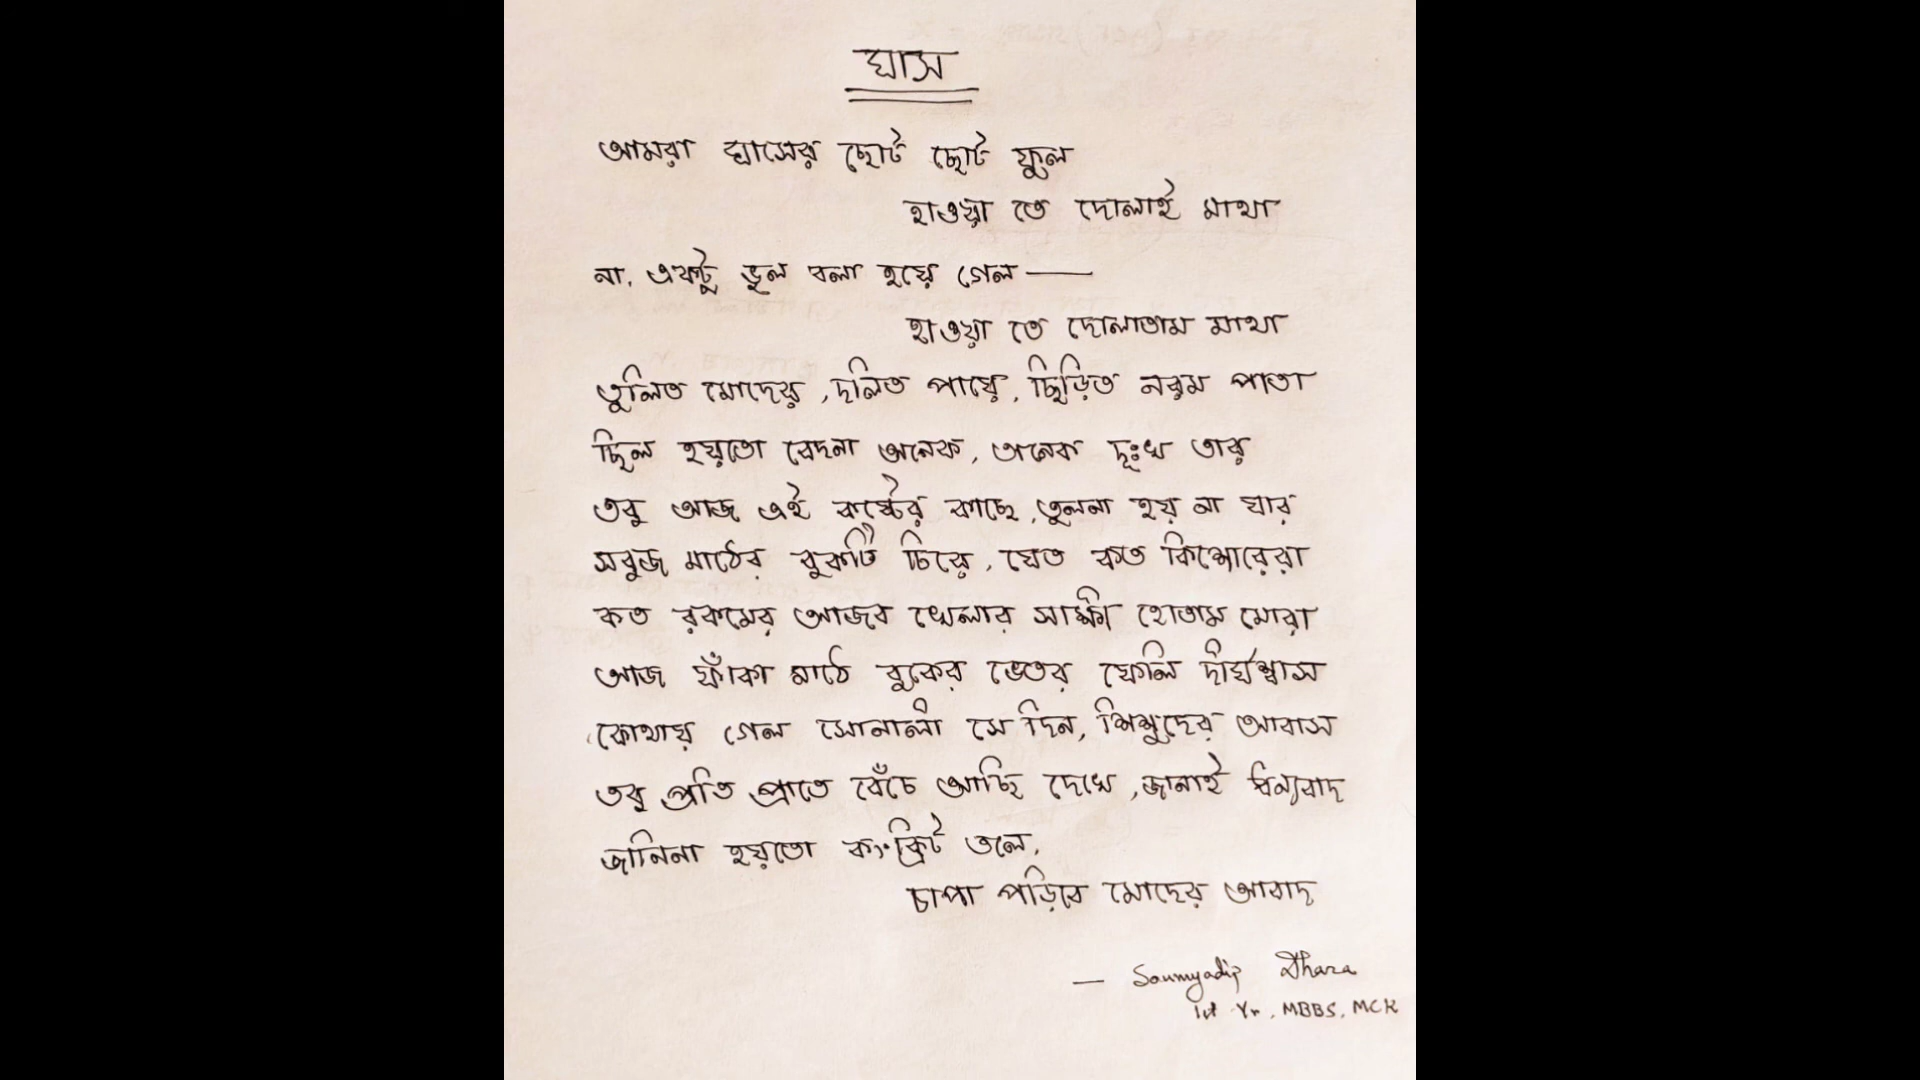 ঘাস
আমরা ঘাসের ছোট ছোট ফুল
হাওয়া তে দোলাই মাথা
না, একটু ভুল বলা হয়ে গেল —
হাওয়া তে দোলাতাম মাথা
তুলিত মোদের, দলিত পায়ে, ছিঁড়িত নরম পাতা
ছিল হয়তো বেদনা অনেক, অনেক দুঃখ তার
তবু আজ এই কষ্টের কাছে, তুলনা হয় না যার
সবুজ মাঠের বুকটি চিরে, যেত কত কিশোরেরা
কত রকমের আজব খেলার সাক্ষী হোতাম মোরা
আজ ফাঁকা মাঠে বুকের ভেতর ফেলি দীর্ঘশ্বাস
কোথায় গেল সোনালী সে দিন, শিশুদের আবাস
তবু প্রতি প্রাতে বেঁচে আছি দেখে, জানাই ধন্যবাদ
জানিনা হয়তো কংক্রিট তলে,
চাপা পড়িবে মোদের আবাদ
— Soumyadip Dhara
1st Yr, MBBS, MCK